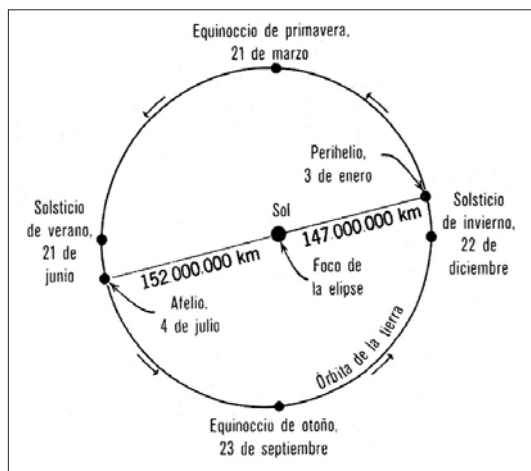 Equinoccio de primavera,
21 de marzo
Perihelio,
3 de enero
Solsticio
de verano,
21 de
junio
Sol
Solsticio
de invierno,
22 de
diciembre
152.000.000 km
147.000.000 km
Foco de
la elipse
Afelio,
4 de julio
Órbita de la tierra
Equinoccio de otoño,
23 de septiembre